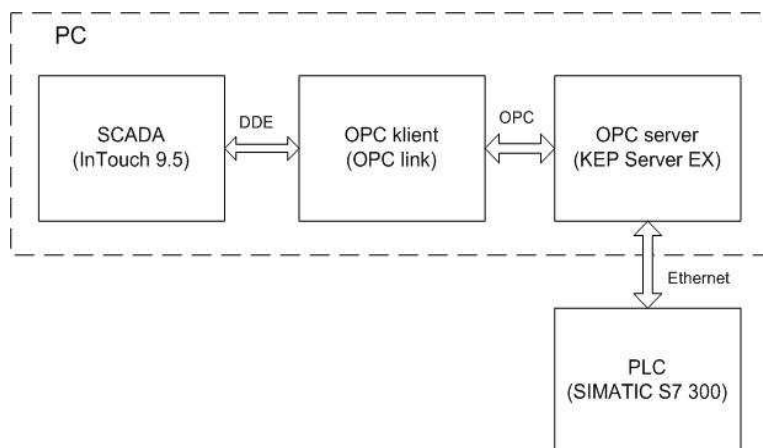 PC
SCADA
(InTouch 9.5)
DDE
OPC klient
(OPC link)
OPC
OPC server
(KEP Server EX)
Ethernet
PLC
(SIMATIC S7 300)